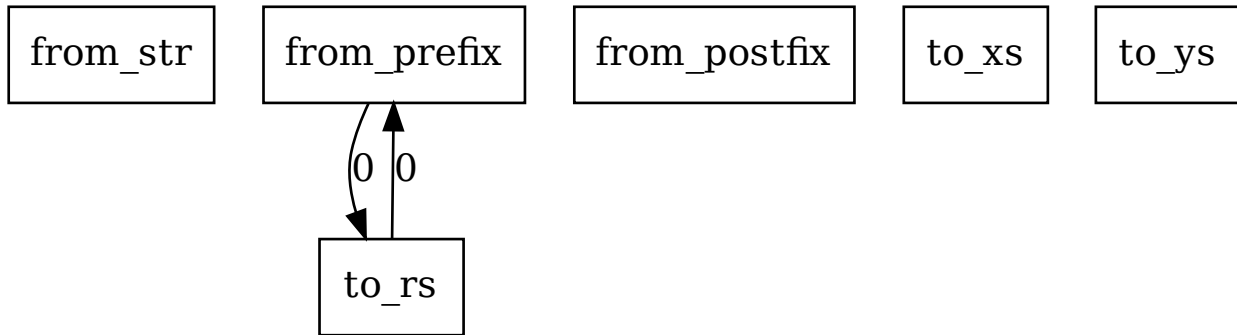 from_str
from_prefix
from_postfix
to_xs
to_ys
0
0
to_rs